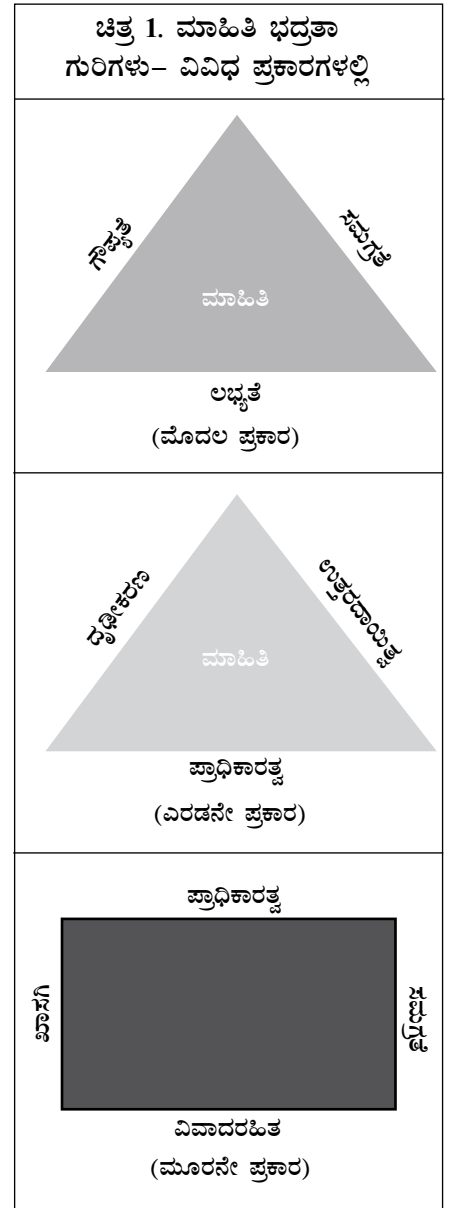 ಚಿತ್ರ 1. ಮಾಹಿತಿ ಭದ್ರತಾ
ಗುರಿಗಳು– ವಿವಿಧ ಪ್ರಕಾರಗಳಲ್ಲಿ
ಗೌಪ್ಯತೆ
ಸಮಗ್ರತೆ
ಮಾಹಿತಿ
ಲಭ್ಯತೆ
(ಮೊದಲ ಪ್ರಕಾರ)
ದೃಢೀಕರಣ
ಉತ್ತರದಾಯಿತ್ವ
ಮಾಹಿತಿ
ಪ್ರಾಧಿಕಾರತ್ವ
(ಎರಡನೇ ಪ್ರಕಾರ)
ಪ್ರಾಧಿಕಾರತ್ವ
ಖಾಸಗಿ
ಸಮಗ್ರತೆ
ವಿವಾದರಹಿತ
(ಮೂರನೇ ಪ್ರಕಾರ)